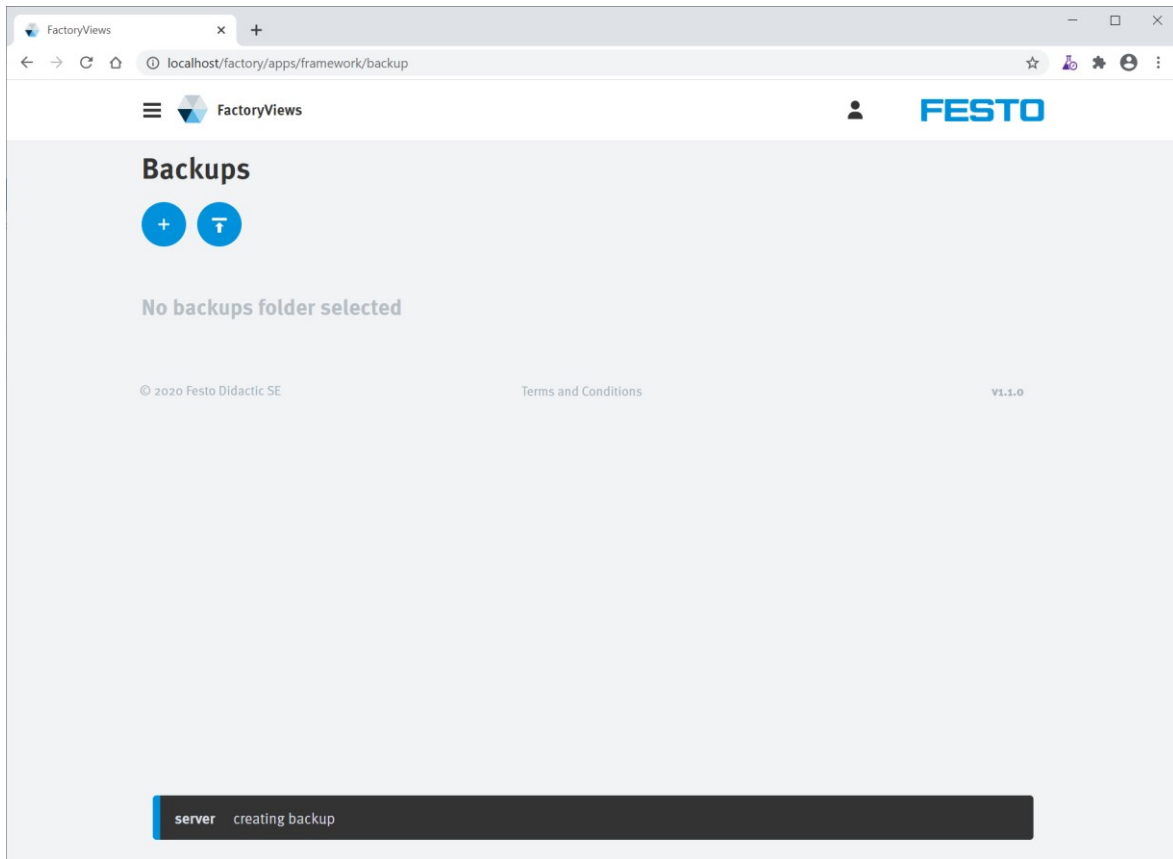 FactoryViews
localhost/factory/apps/framework/backup
FactoryViews
FESTO
Backups
No backups folder selected
© 2020 Festo Didactic SE Terms and Conditions v1.1.0
server creating backup